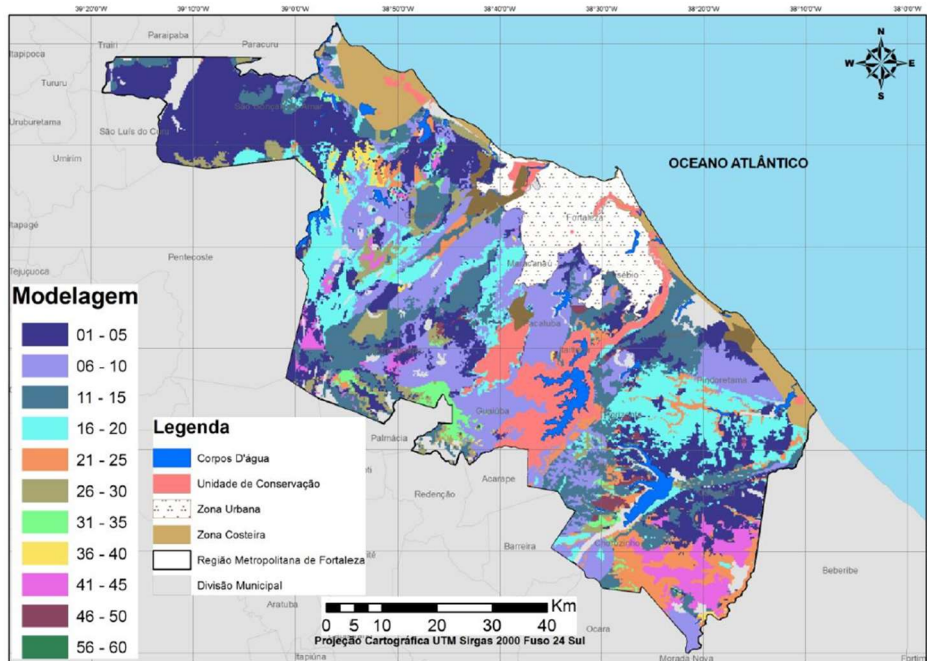 39°20'0"W 39°10'0"W 39°0'0"W 38°50'0"W 38°40'0"W 38°30'0"W 38°20'0"W 38°10'0"W 38°0'0"W
Paraipaba
Trairi
Paracuru
Itapipoca
Tururu
Uruburetama
São Luís do Curu
Umirim
Itapagé
Pentecoste
Tejuçuoca
N
W E
S
OCEANO ATLÂNTICO
Fortaleza
Pindoretama
Guaiúba
Palmácia
Redenção
Acarape
Barreira
Aratuba
Itapiúna
Ocara
Beberibe
Morada Nova
Modelagem
01 - 05
06 - 10
11 - 15
16 - 20
21 - 25
26 - 30
31 - 35
36 - 40
41 - 45
46 - 50
56 - 60
Legenda
Corpos D'água
Unidade de Conservação
Zona Urbana
Zona Costeira
Região Metropolitana de Fortaleza
Divisão Municipal
0 5 10 20 30 40 Km
Projeção Cartográfica UTM Sirgas 2000 Fuso 24 Sul